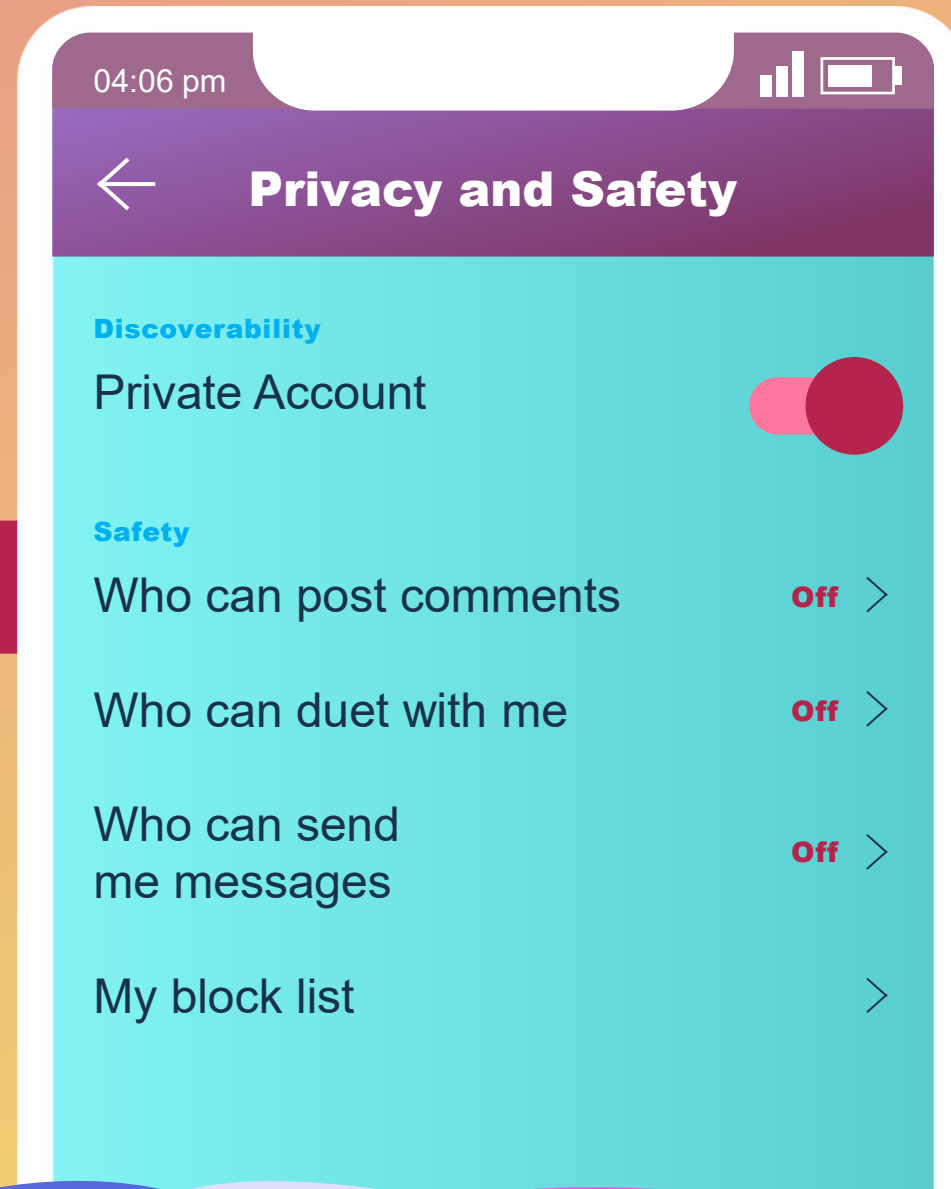 04:06 pm
Privacy and Safety
Discoverability
Private Account
Safety
Who can post comments Off
Who can duet with me Off
Who can send
me messages Off
My block list